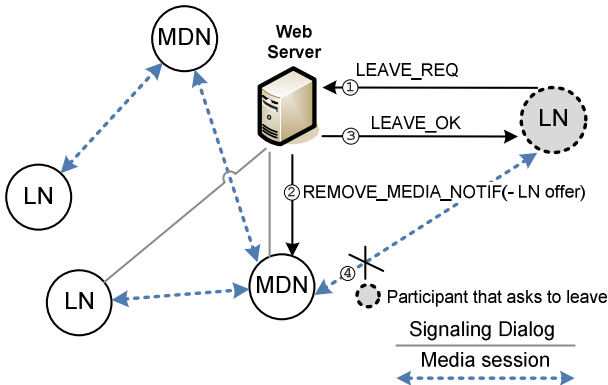 MDN
Web
Server
LEAVE_REQ
①
LN
③
LEAVE_OK
LN
② REMOVE_MEDIA_NOTIF(- LN offer)
④
MDN
LN
Participant that asks to leave
Signaling Dialog
Media session